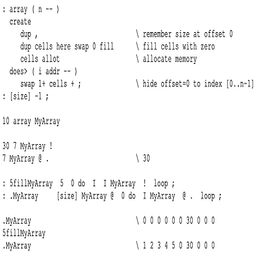 : array ( n -- )
create
dup , \ remember size at offset 0
dup cells here swap 0 fill \ fill cells with zero
cells allot \ allocate memory
does> ( i addr -- )
swap 1+ cells + ; \ hide offset=0 to index [0..n-1]
: [size] -1 ;
10 array MyArray
30 7 MyArray !
7 MyArray @ . \ 30
: 5fillMyArray 5 0 do I I MyArray ! loop ;
: .MyArray [size] MyArray @ 0 do I MyArray @ . loop ;
.MyArray \ 0 0 0 0 0 0 30 0 0 0
5fillMyArray
.MyArray \ 1 2 3 4 5 0 30 0 0 0